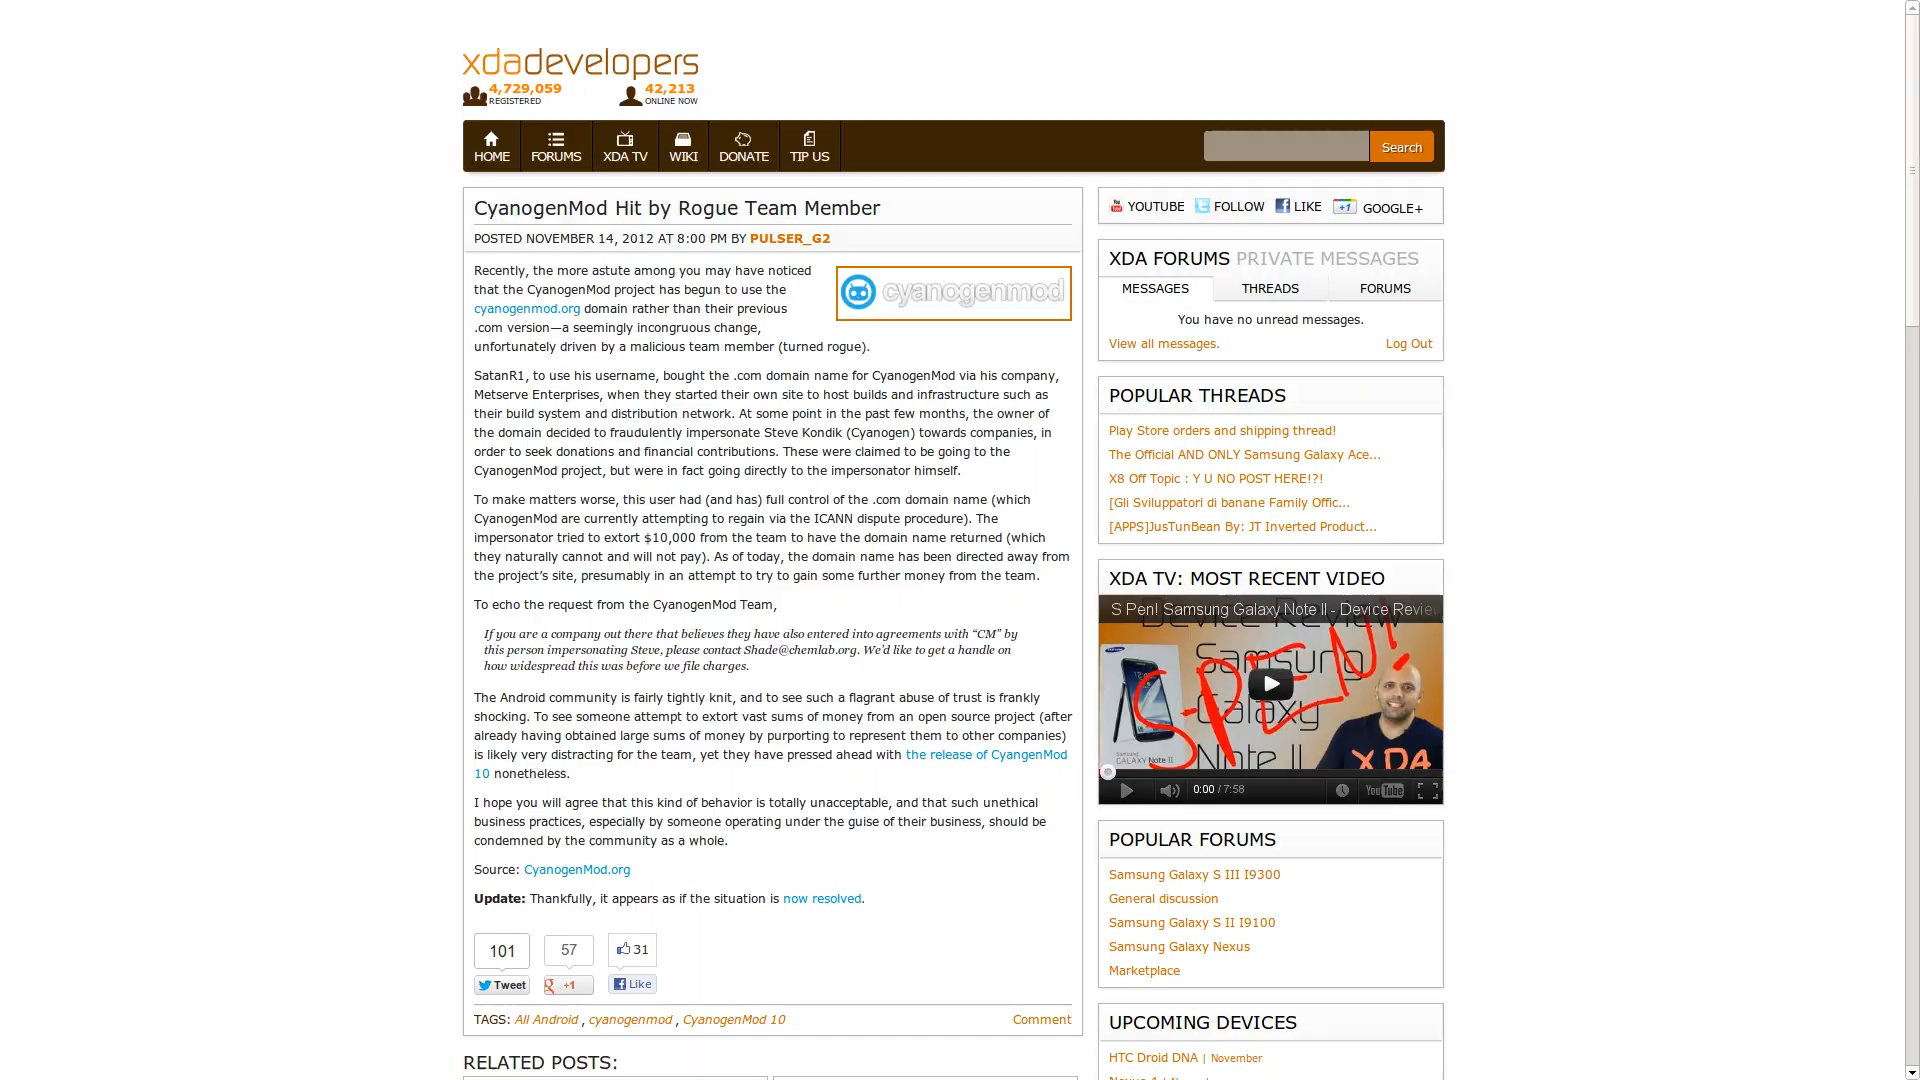 xdadevelopers
4,729,059
REGISTERED
42,213
ONLINE NOW
HOME
FORUMS
XDA TV
WIKI
DONATE
TIP US
Search
CyanogenMod Hit by Rogue Team Member
POSTED NOVEMBER 14, 2012 AT 8:00 PM BY PULSER_G2
cyanogenmod
Recently, the more astute among you may have noticed
that the CyanogenMod project has begun to use the
cyanogenmod.org domain rather than their previous
.com version—a seemingly incongruous change,
unfortunately driven by a malicious team member (turned rogue).
SatanR1, to use his username, bought the .com domain name for CyanogenMod via his company,
Metserve Enterprises, when they started their own site to host builds and infrastructure such as
their build system and distribution network. At some point in the past few months, the owner of
the domain decided to fraudulently impersonate Steve Kondik (Cyanogen) towards companies, in
order to seek donations and financial contributions. These were claimed to be going to the
CyanogenMod project, but were in fact going directly to the impersonator himself.
To make matters worse, this user had (and has) full control of the .com domain name (which
CyanogenMod are currently attempting to regain via the ICANN dispute procedure). The
impersonator tried to extort $10,000 from the team to have the domain name returned (which
they naturally cannot and will not pay). As of today, the domain name has been directed away from
the project’s site, presumably in an attempt to try to gain some further money from the team.
To echo the request from the CyanogenMod Team,
If you are a company out there that believes they have also entered into agreements with “CM” by
this person impersonating Steve, please contact Shade@chemlab.org. We’d like to get a handle on
how widespread this was before we file charges.
The Android community is fairly tightly knit, and to see such a flagrant abuse of trust is frankly
shocking. To see someone attempt to extort vast sums of money from an open source project (after
already having obtained large sums of money by purporting to represent them to other companies)
is likely very distracting for the team, yet they have pressed ahead with the release of CyangenMod
10 nonetheless.
I hope you will agree that this kind of behavior is totally unacceptable, and that such unethical
business practices, especially by someone operating under the guise of their business, should be
condemned by the community as a whole.
Source: CyanogenMod.org
Update: Thankfully, it appears as if the situation is now resolved.
101
57
31
Tweet
+1
Like
TAGS: All Android , cyanogenmod , CyanogenMod 10
Comment
RELATED POSTS:
YOUTUBE
FOLLOW
LIKE
+1
GOOGLE+
XDA FORUMS PRIVATE MESSAGES
MESSAGES
THREADS
FORUMS
You have no unread messages.
View all messages.
Log Out
POPULAR THREADS
Play Store orders and shipping thread!
The Official AND ONLY Samsung Galaxy Ace...
X8 Off Topic : Y U NO POST HERE!?!
[Gli Sviluppatori di banane Family Offic...
[APPS]JusTunBean By: JT Inverted Product...
XDA TV: MOST RECENT VIDEO
S Pen! Samsung Galaxy Note II - Device Review
Device Review
Samsung
Galaxy
Note II
S-PEN!
SAMSUNG
GALAXY Note II
XDA
0:00 / 7:58
YouTube
POPULAR FORUMS
Samsung Galaxy S III I9300
General discussion
Samsung Galaxy S II I9100
Samsung Galaxy Nexus
Marketplace
UPCOMING DEVICES
HTC Droid DNA | November